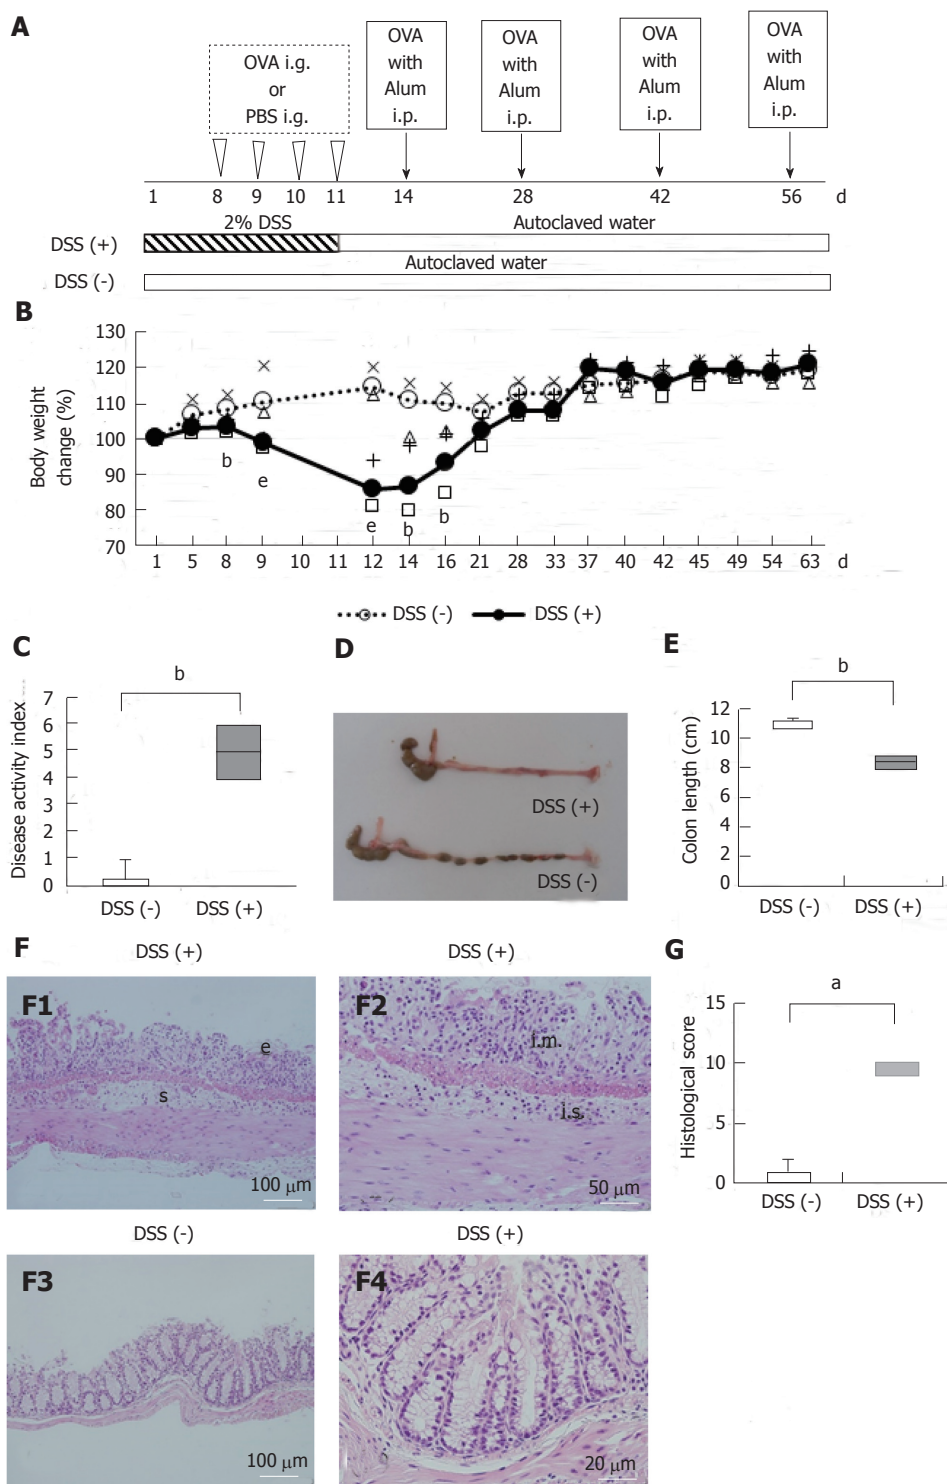 A
OVA i.g.
or
PBS i.g.
OVA
with
Alum
i.p.
OVA
with
Alum
i.p.
OVA
with
Alum
i.p.
OVA
with
Alum
i.p.
1 8 9 10 11 14 28 42 56 d
2% DSS Autoclaved water
DSS (+)
Autoclaved water
DSS (-)
B
Body weight
change (%)
130
120
110
100
90
80
70
b
e
e
b
b
1 5 8 9 10 11 12 14 16 21 28 33 37 40 42 45 49 54 63 d
DSS (-) DSS (+)
C
Disease activity index
b
7
6
5
4
3
2
1
0
DSS (-) DSS (+)
D
DSS (+)
DSS (-)
E
Colon length (cm)
b
12
10
8
6
4
2
0
DSS (-) DSS (+)
F
DSS (+)
F1
e
s
100 μm
DSS (+)
F2
i.m.
i.s.
50 μm
DSS (-)
F3
100 μm
DSS (+)
F4
20 μm
G
Histological score
a
15
10
5
0
DSS (-) DSS (+)